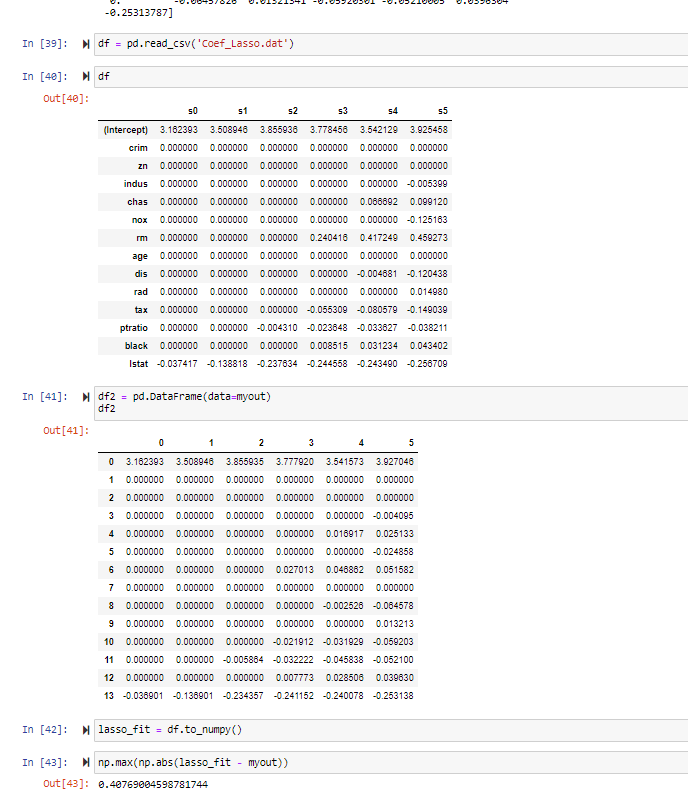 -0.25313787]
In [39]: df = pd.read_csv('Coef_Lasso.dat')
In [40]: df
Out[40]:
s0 s1 s2 s3 s4 s5
(Intercept) 3.162393 3.508946 3.855936 3.778456 3.542129 3.925458
crim 0.000000 0.000000 0.000000 0.000000 0.000000 0.000000
zn 0.000000 0.000000 0.000000 0.000000 0.000000 0.000000
indus 0.000000 0.000000 0.000000 0.000000 0.000000 -0.005399
chas 0.000000 0.000000 0.000000 0.000000 0.066692 0.099120
nox 0.000000 0.000000 0.000000 0.000000 0.000000 -0.125163
rm 0.000000 0.000000 0.000000 0.240416 0.417249 0.459273
age 0.000000 0.000000 0.000000 0.000000 0.000000 0.000000
dis 0.000000 0.000000 0.000000 0.000000 -0.004681 -0.120438
rad 0.000000 0.000000 0.000000 0.000000 0.000000 0.014980
tax 0.000000 0.000000 0.000000 -0.055309 -0.080579 -0.149039
ptratio 0.000000 0.000000 -0.004310 -0.023648 -0.033627 -0.038211
black 0.000000 0.000000 0.000000 0.008515 0.031234 0.043402
lstat -0.037417 -0.138818 -0.237634 -0.244558 -0.243490 -0.256709
In [41]: df2 = pd.DataFrame(data=myout)
df2
Out[41]:
0 1 2 3 4 5
0 3.162393 3.508946 3.855935 3.777920 3.541573 3.927046
1 0.000000 0.000000 0.000000 0.000000 0.000000 0.000000
2 0.000000 0.000000 0.000000 0.000000 0.000000 0.000000
3 0.000000 0.000000 0.000000 0.000000 0.000000 -0.004095
4 0.000000 0.000000 0.000000 0.000000 0.016917 0.025133
5 0.000000 0.000000 0.000000 0.000000 0.000000 -0.024858
6 0.000000 0.000000 0.000000 0.027013 0.046862 0.051582
7 0.000000 0.000000 0.000000 0.000000 0.000000 0.000000
8 0.000000 0.000000 0.000000 0.000000 -0.002526 -0.064578
9 0.000000 0.000000 0.000000 0.000000 0.000000 0.013213
10 0.000000 0.000000 0.000000 -0.021912 -0.031929 -0.059203
11 0.000000 0.000000 -0.005864 -0.032222 -0.045838 -0.052100
12 0.000000 0.000000 0.000000 0.007773 0.028506 0.039630
13 -0.036901 -0.136901 -0.234357 -0.241152 -0.240078 -0.253138
In [42]: lasso_fit = df.to_numpy()
In [43]: np.max(np.abs(lasso_fit - myout))
Out[43]: 0.40769004598781744